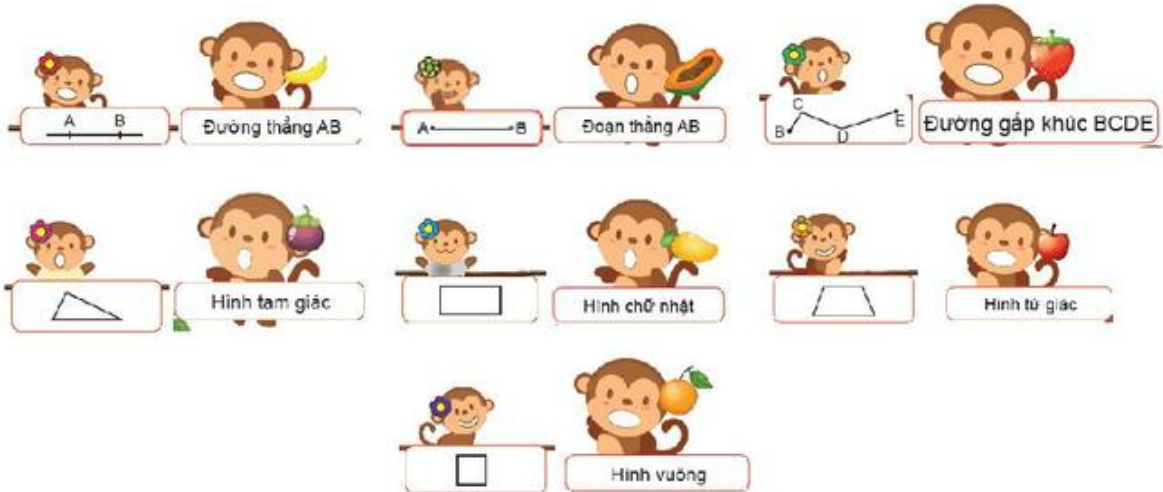 A B
Đường thẳng AB
A B
Đoạn thẳng AB
C
B D E
Đường gấp khúc BCDE
Hình tam giác
Hình chữ nhật
Hình tứ giác
Hình vuông